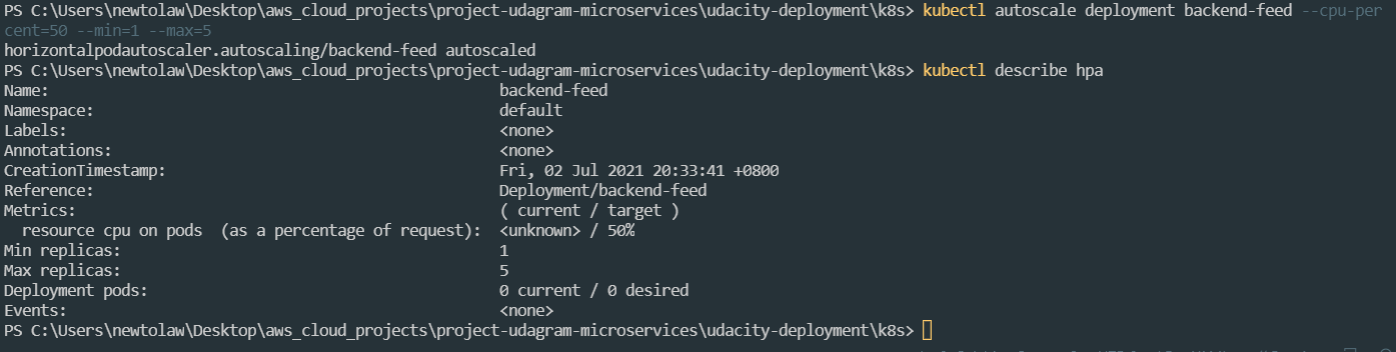 PS C:\Users\newtolaw\Desktop\aws_cloud_projects\project-udagram-microservices\udacity-deployment\k8s> kubectl autoscale deployment backend-feed --cpu-per
cent=50 --min=1 --max=5
horizontalpodautoscaler.autoscaling/backend-feed autoscaled
PS C:\Users\newtolaw\Desktop\aws_cloud_projects\project-udagram-microservices\udacity-deployment\k8s> kubectl describe hpa
Name: backend-feed
Namespace: default
Labels: <none>
Annotations: <none>
CreationTimestamp: Fri, 02 Jul 2021 20:33:41 +0800
Reference: Deployment/backend-feed
Metrics: ( current / target )
resource cpu on pods (as a percentage of request): <unknown> / 50%
Min replicas: 1
Max replicas: 5
Deployment pods: 0 current / 0 desired
Events: <none>
PS C:\Users\newtolaw\Desktop\aws_cloud_projects\project-udagram-microservices\udacity-deployment\k8s>